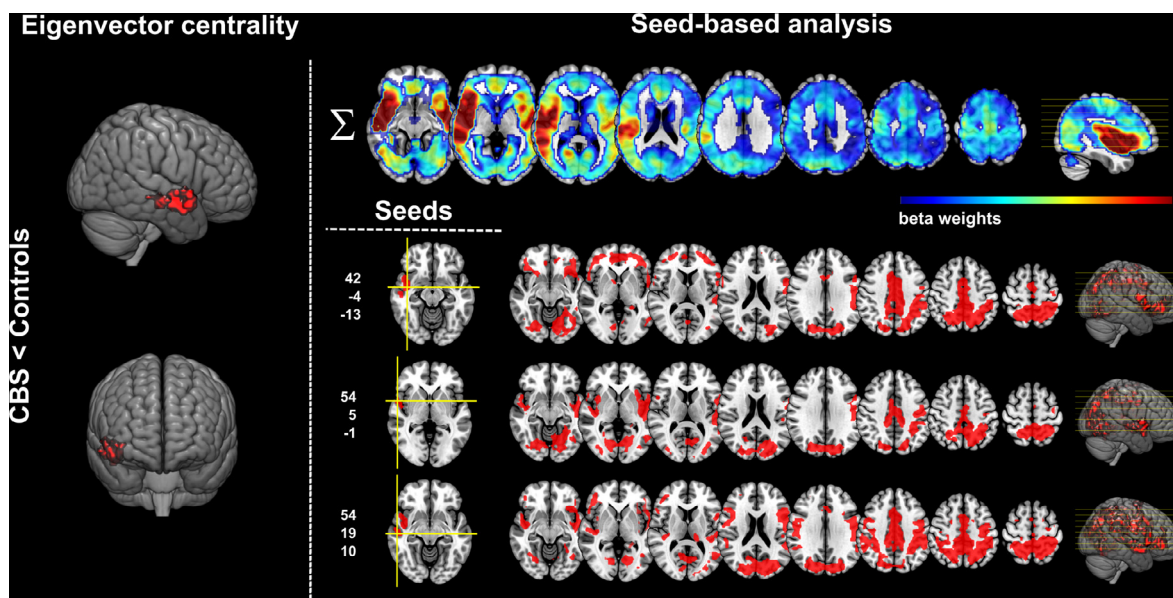 Eigenvector centrality
Seed-based analysis
CBS < Controls
Σ
beta weights
Seeds
42
-4
-13
54
5
-1
54
19
10